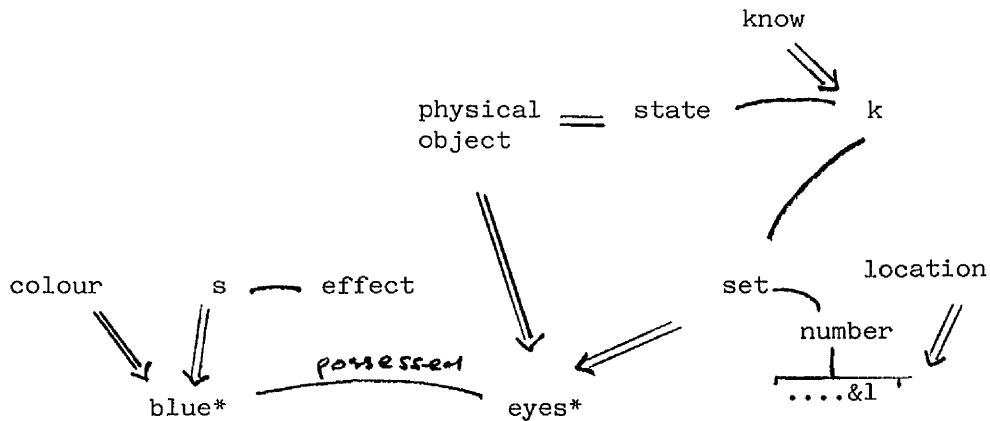 know
physical state k
object
colour s effect set location
number
possessed
blue* eyes* ....&l